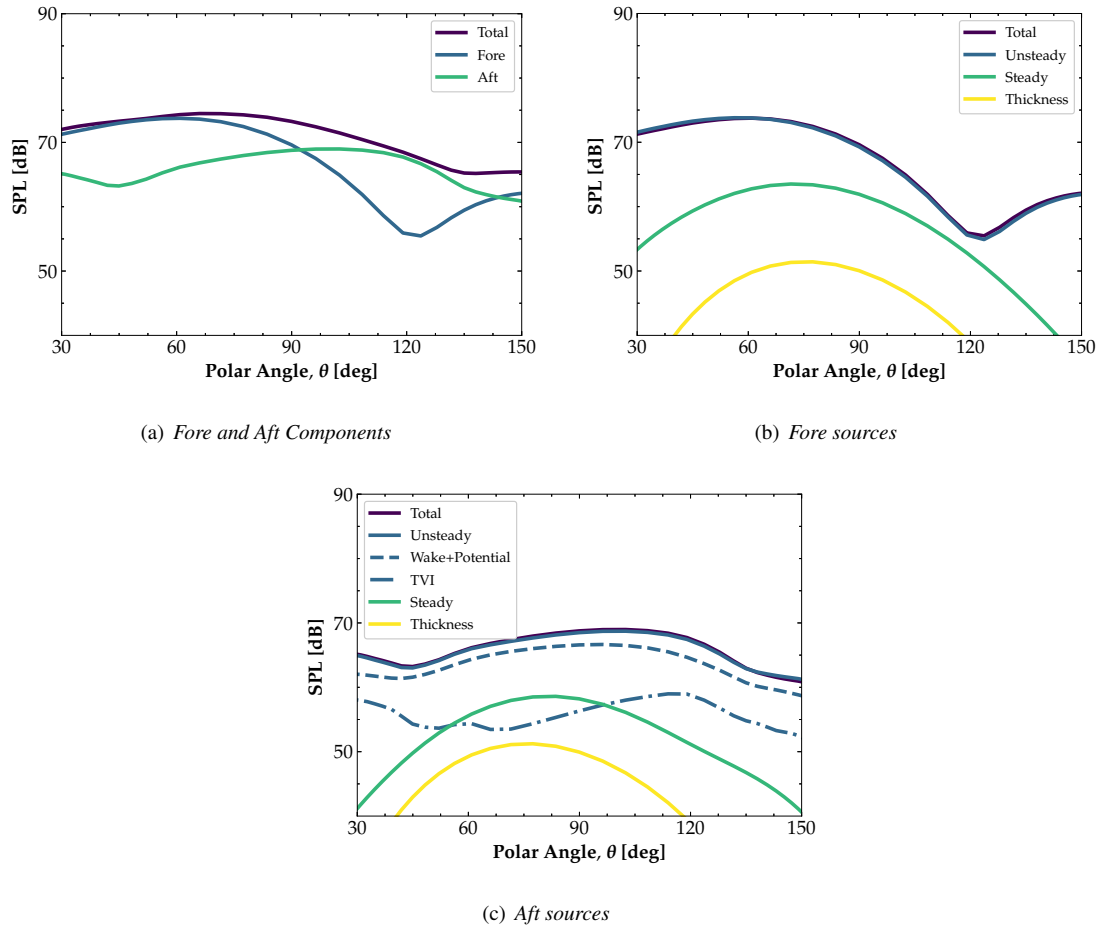 90
70
50
30 60 90 120 150
SPL [dB]
Polar Angle, θ [deg]
Total
Fore
Aft
(a) Fore and Aft Components
90
70
50
30 60 90 120 150
SPL [dB]
Polar Angle, θ [deg]
Total
Unsteady
Steady
Thickness
(b) Fore sources
90
70
50
30 60 90 120 150
SPL [dB]
Polar Angle, θ [deg]
Total
Unsteady
Wake+Potential
TVI
Steady
Thickness
(c) Aft sources